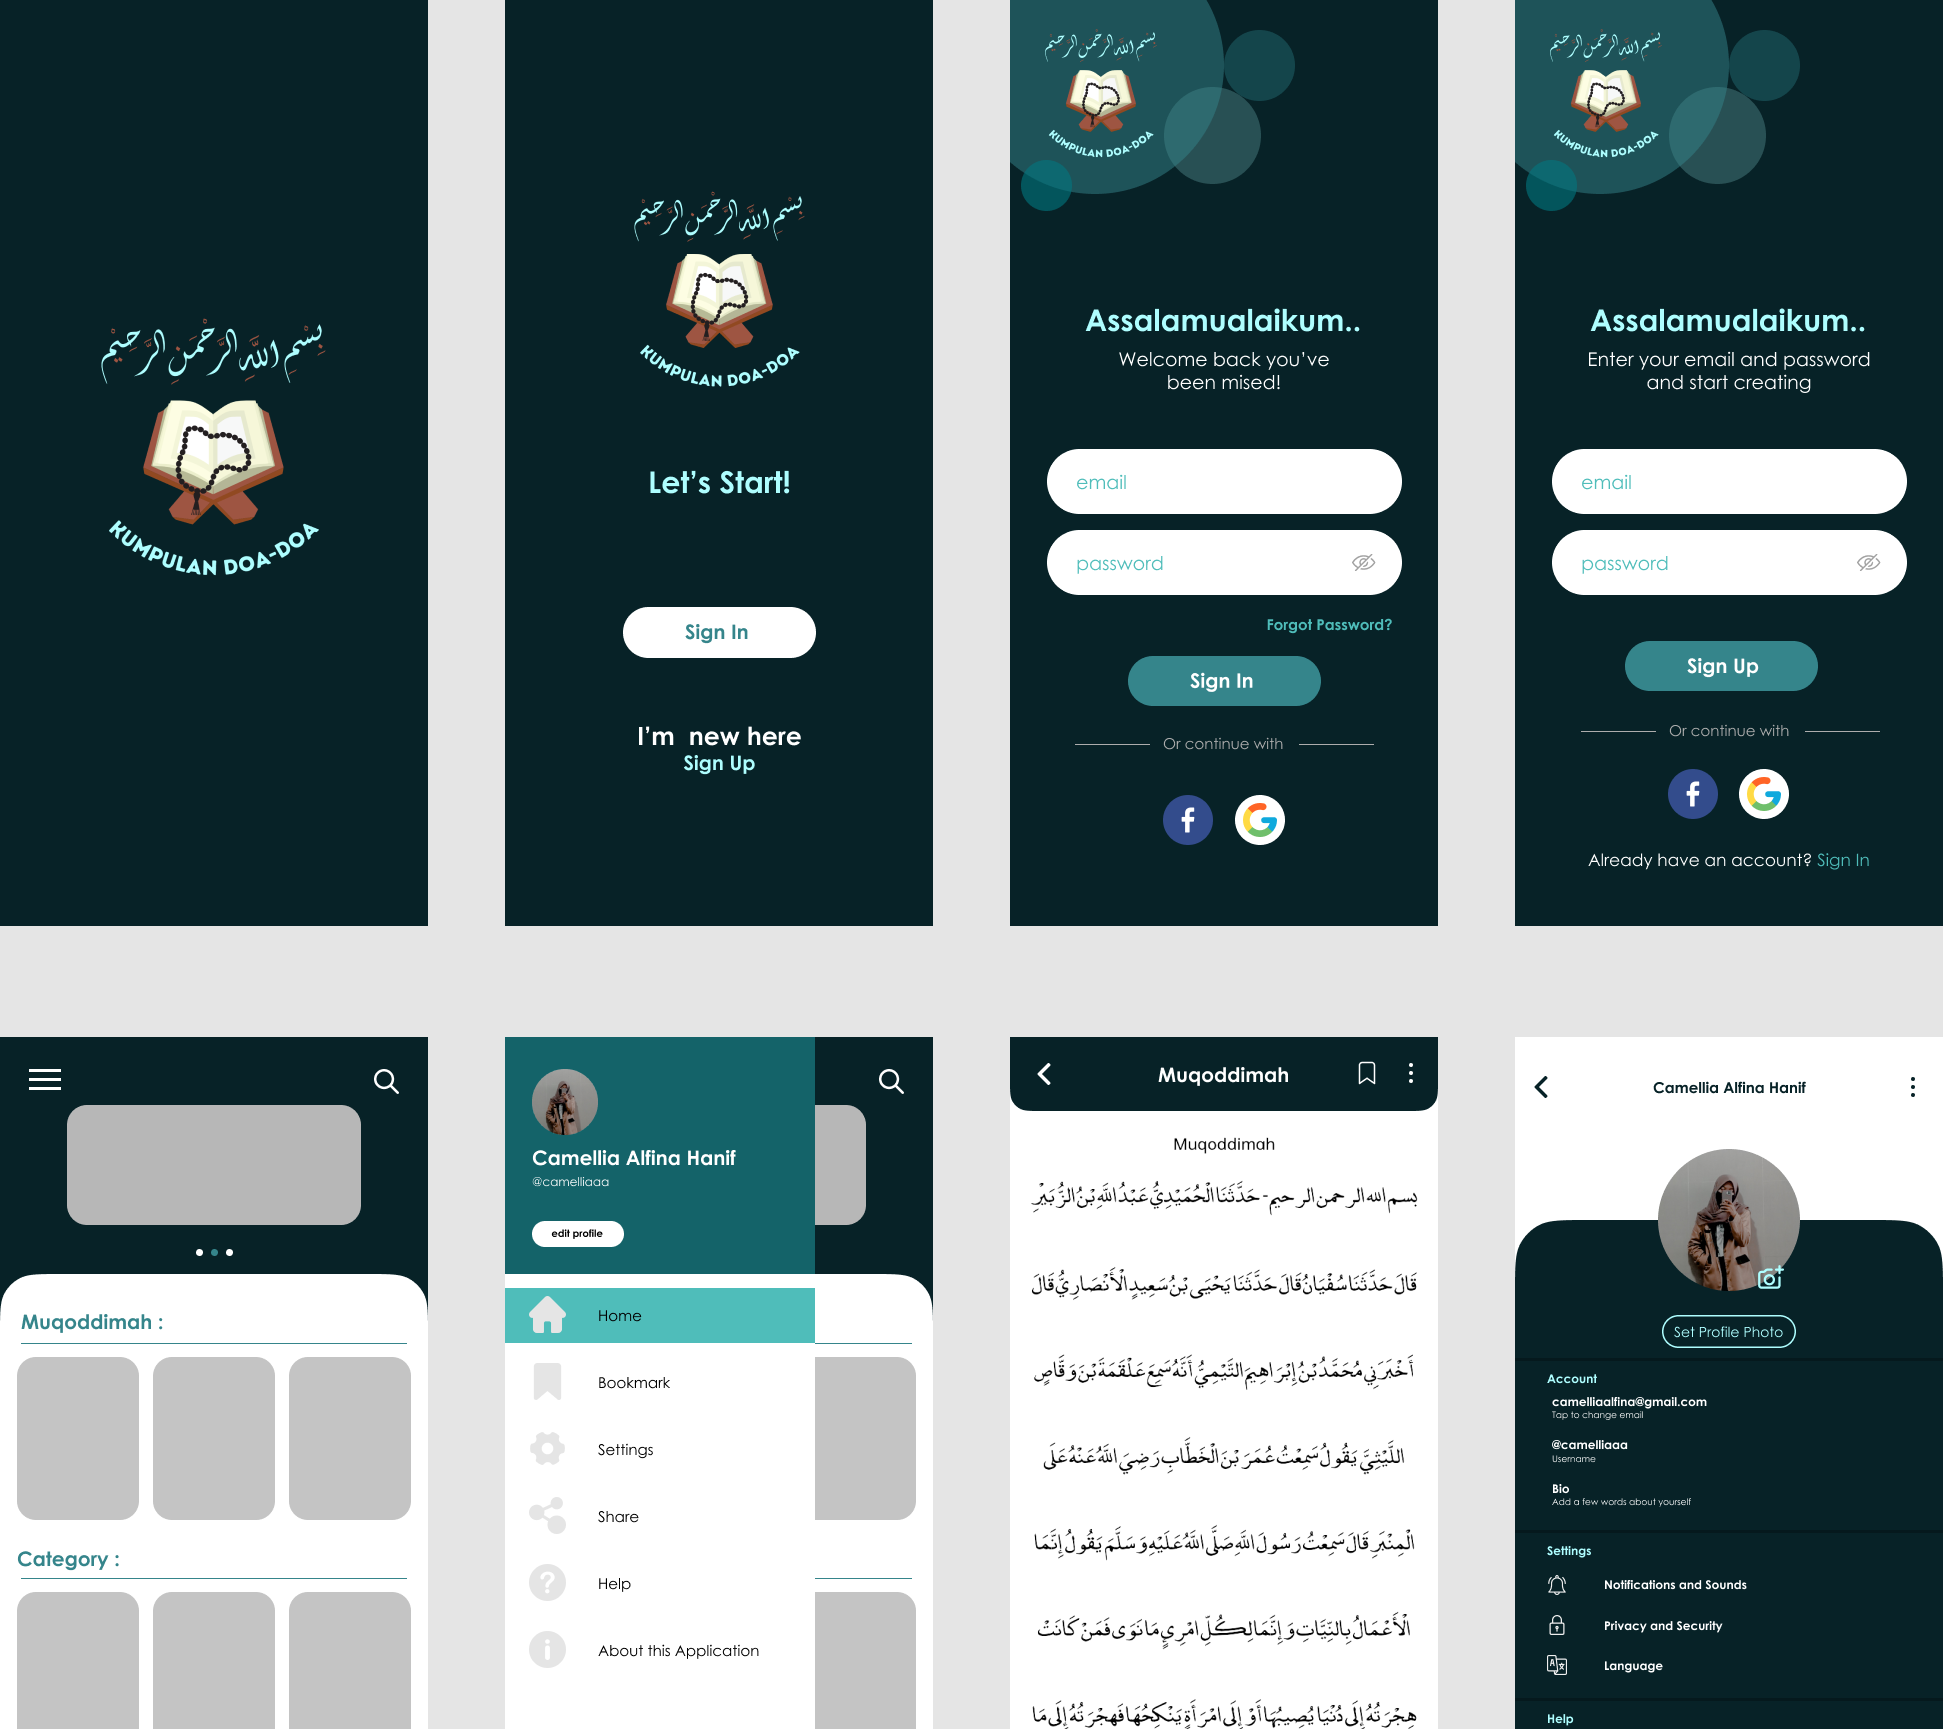 بِسْمِ اللَّهِ الرَّحْمَنِ الرَّحِيْمِ
KUMPULAN DOA-DOA
بِسْمِ اللَّهِ الرَّحْمَنِ الرَّحِيْمِ
KUMPULAN DOA-DOA
Let's Start!
Sign In
I'm new here
Sign Up
بِسْمِ اللَّهِ الرَّحْمَنِ الرَّحِيْمِ
KUMPULAN DOA-DOA
Assalamualaikum..
Welcome back you've
been mised!
email
password
Forgot Password?
Sign In
Or continue with
بِسْمِ اللَّهِ الرَّحْمَنِ الرَّحِيْمِ
KUMPULAN DOA-DOA
Assalamualaikum..
Enter your email and password
and start creating
email
password
Sign Up
Or continue with
Already have an account? Sign In
Muqoddimah :
Category :
Camellia Alfina Hanif
@camelliaaa
edit profile
Home
Bookmark
Settings
Share
Help
About this Application
Muqoddimah
Muqoddimah
بسم الله الرحمن الرحيم - حَدَّثَنَا الْحُمَيْدِيُّ عَبْدُ اللَّهِ بْنُ الزُّبَيْرِ
قَالَ حَدَّثَنَا سُفْيَانُ قَالَ حَدَّثَنَا يَحْيَى بْنُ سَعِيدٍ الْأَنْصَارِيُّ قَالَ
أَخْبَرَنِي مُحَمَّدُ بْنُ إِبْرَاهِيمَ التَّيْمِيُّ أَنَّهُ سَمِعَ عَلْقَمَةَ بْنَ وَقَّاصٍ
اللَّيْثِيَّ يَقُولُ سَمِعْتُ عُمَرَ بْنَ الْخَطَّابِ رَضِيَ اللَّهُ عَنْهُ عَلَى
الْمِنْبَرِ قَالَ سَمِعْتُ رَسُولَ اللَّهِ صَلَّى اللَّهُ عَلَيْهِ وَسَلَّمَ يَقُولُ إِنَّمَا
الْأَعْمَالُ بِالنِّيَّاتِ وَإِنَّمَا لِكُلِّ امْرِئٍ مَا نَوَى فَمَنْ كَانَتْ
هِجْرَتُهُ إِلَى دُنْيَا يُصِيبُهَا أَوْ إِلَى امْرَأَةٍ يَنْكِحُهَا فَهِجْرَتُهُ إِلَى مَا
Camellia Alfina Hanif
Set Profile Photo
Account
camelliaalfina@gmail.com
Tap to change email
@camelliaaa
Username
Bio
Add a few words about yourself
Settings
Notifications and Sounds
Privacy and Security
Language
Help